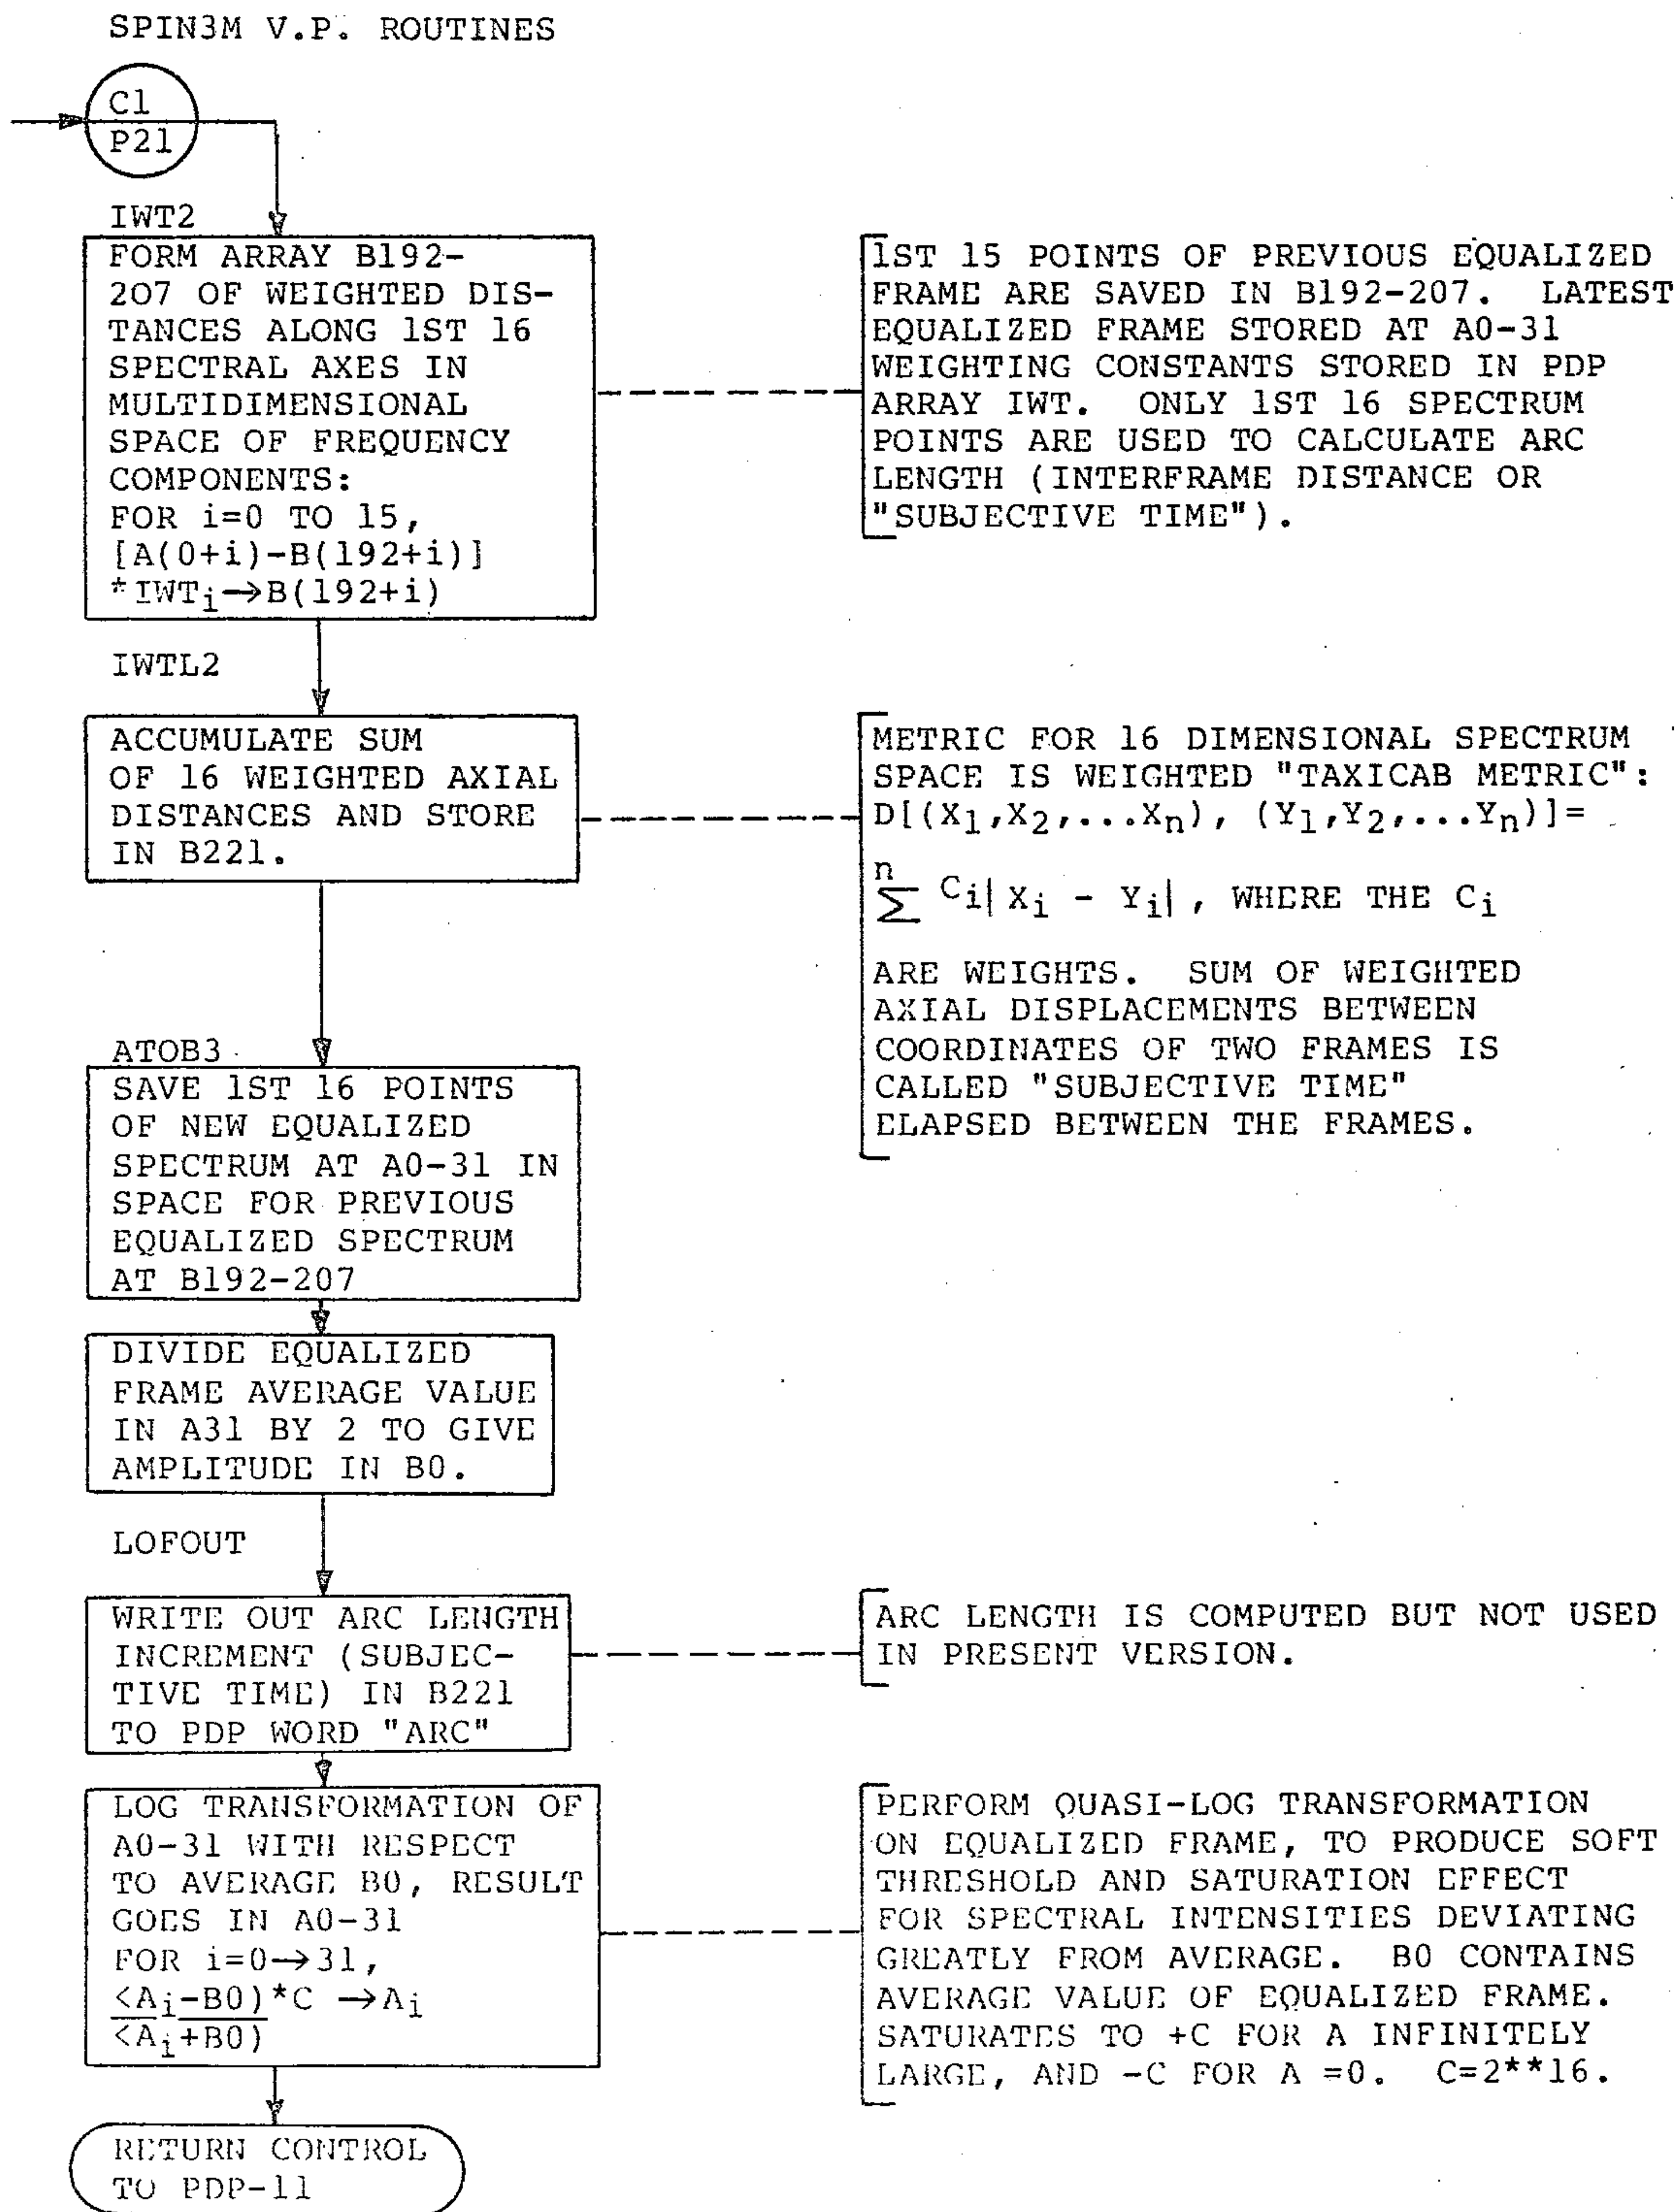 SPIN3M V.P. ROUTINES
C1
P21
IWT2
FORM ARRAY B192-
207 OF WEIGHTED DIS-
TANCES ALONG 1ST 16
SPECTRAL AXES IN
MULTIDIMENSIONAL
SPACE OF FREQUENCY
COMPONENTS:
FOR i=0 TO 15,
[A(0+i)-B(192+i)]
*IWTi→B(192+i)
1ST 15 POINTS OF PREVIOUS EQUALIZED
FRAME ARE SAVED IN B192-207. LATEST
EQUALIZED FRAME STORED AT A0-31
WEIGHTING CONSTANTS STORED IN PDP
ARRAY IWT. ONLY 1ST 16 SPECTRUM
POINTS ARE USED TO CALCULATE ARC
LENGTH (INTERFRAME DISTANCE OR
"SUBJECTIVE TIME").
IWTL2
ACCUMULATE SUM
OF 16 WEIGHTED AXIAL
DISTANCES AND STORE
IN B221.
METRIC FOR 16 DIMENSIONAL SPECTRUM
SPACE IS WEIGHTED "TAXICAB METRIC":
D[(X1,X2,...Xn), (Y1,Y2,...Yn)]=
n
∑ Ci|Xi - Yi|, WHERE THE Ci
ARE WEIGHTS. SUM OF WEIGHTED
AXIAL DISPLACEMENTS BETWEEN
COORDINATES OF TWO FRAMES IS
CALLED "SUBJECTIVE TIME"
ELAPSED BETWEEN THE FRAMES.
ATOB3
SAVE 1ST 16 POINTS
OF NEW EQUALIZED
SPECTRUM AT A0-31 IN
SPACE FOR PREVIOUS
EQUALIZED SPECTRUM
AT B192-207
DIVIDE EQUALIZED
FRAME AVERAGE VALUE
IN A31 BY 2 TO GIVE
AMPLITUDE IN B0.
LOFOUT
WRITE OUT ARC LENGTH
INCREMENT (SUBJEC-
TIVE TIME) IN B221
TO PDP WORD "ARC"
ARC LENGTH IS COMPUTED BUT NOT USED
IN PRESENT VERSION.
LOG TRANSFORMATION OF
A0-31 WITH RESPECT
TO AVERAGE B0, RESULT
GOES IN A0-31
FOR i=0→31,
<Ai-B0)*C →Ai
<Ai+B0)
PERFORM QUASI-LOG TRANSFORMATION
ON EQUALIZED FRAME, TO PRODUCE SOFT
THRESHOLD AND SATURATION EFFECT
FOR SPECTRAL INTENSITIES DEVIATING
GREATLY FROM AVERAGE. B0 CONTAINS
AVERAGE VALUE OF EQUALIZED FRAME.
SATURATES TO +C FOR A INFINITELY
LARGE, AND -C FOR A =0. C=2**16.
RETURN CONTROL
TO PDP-11